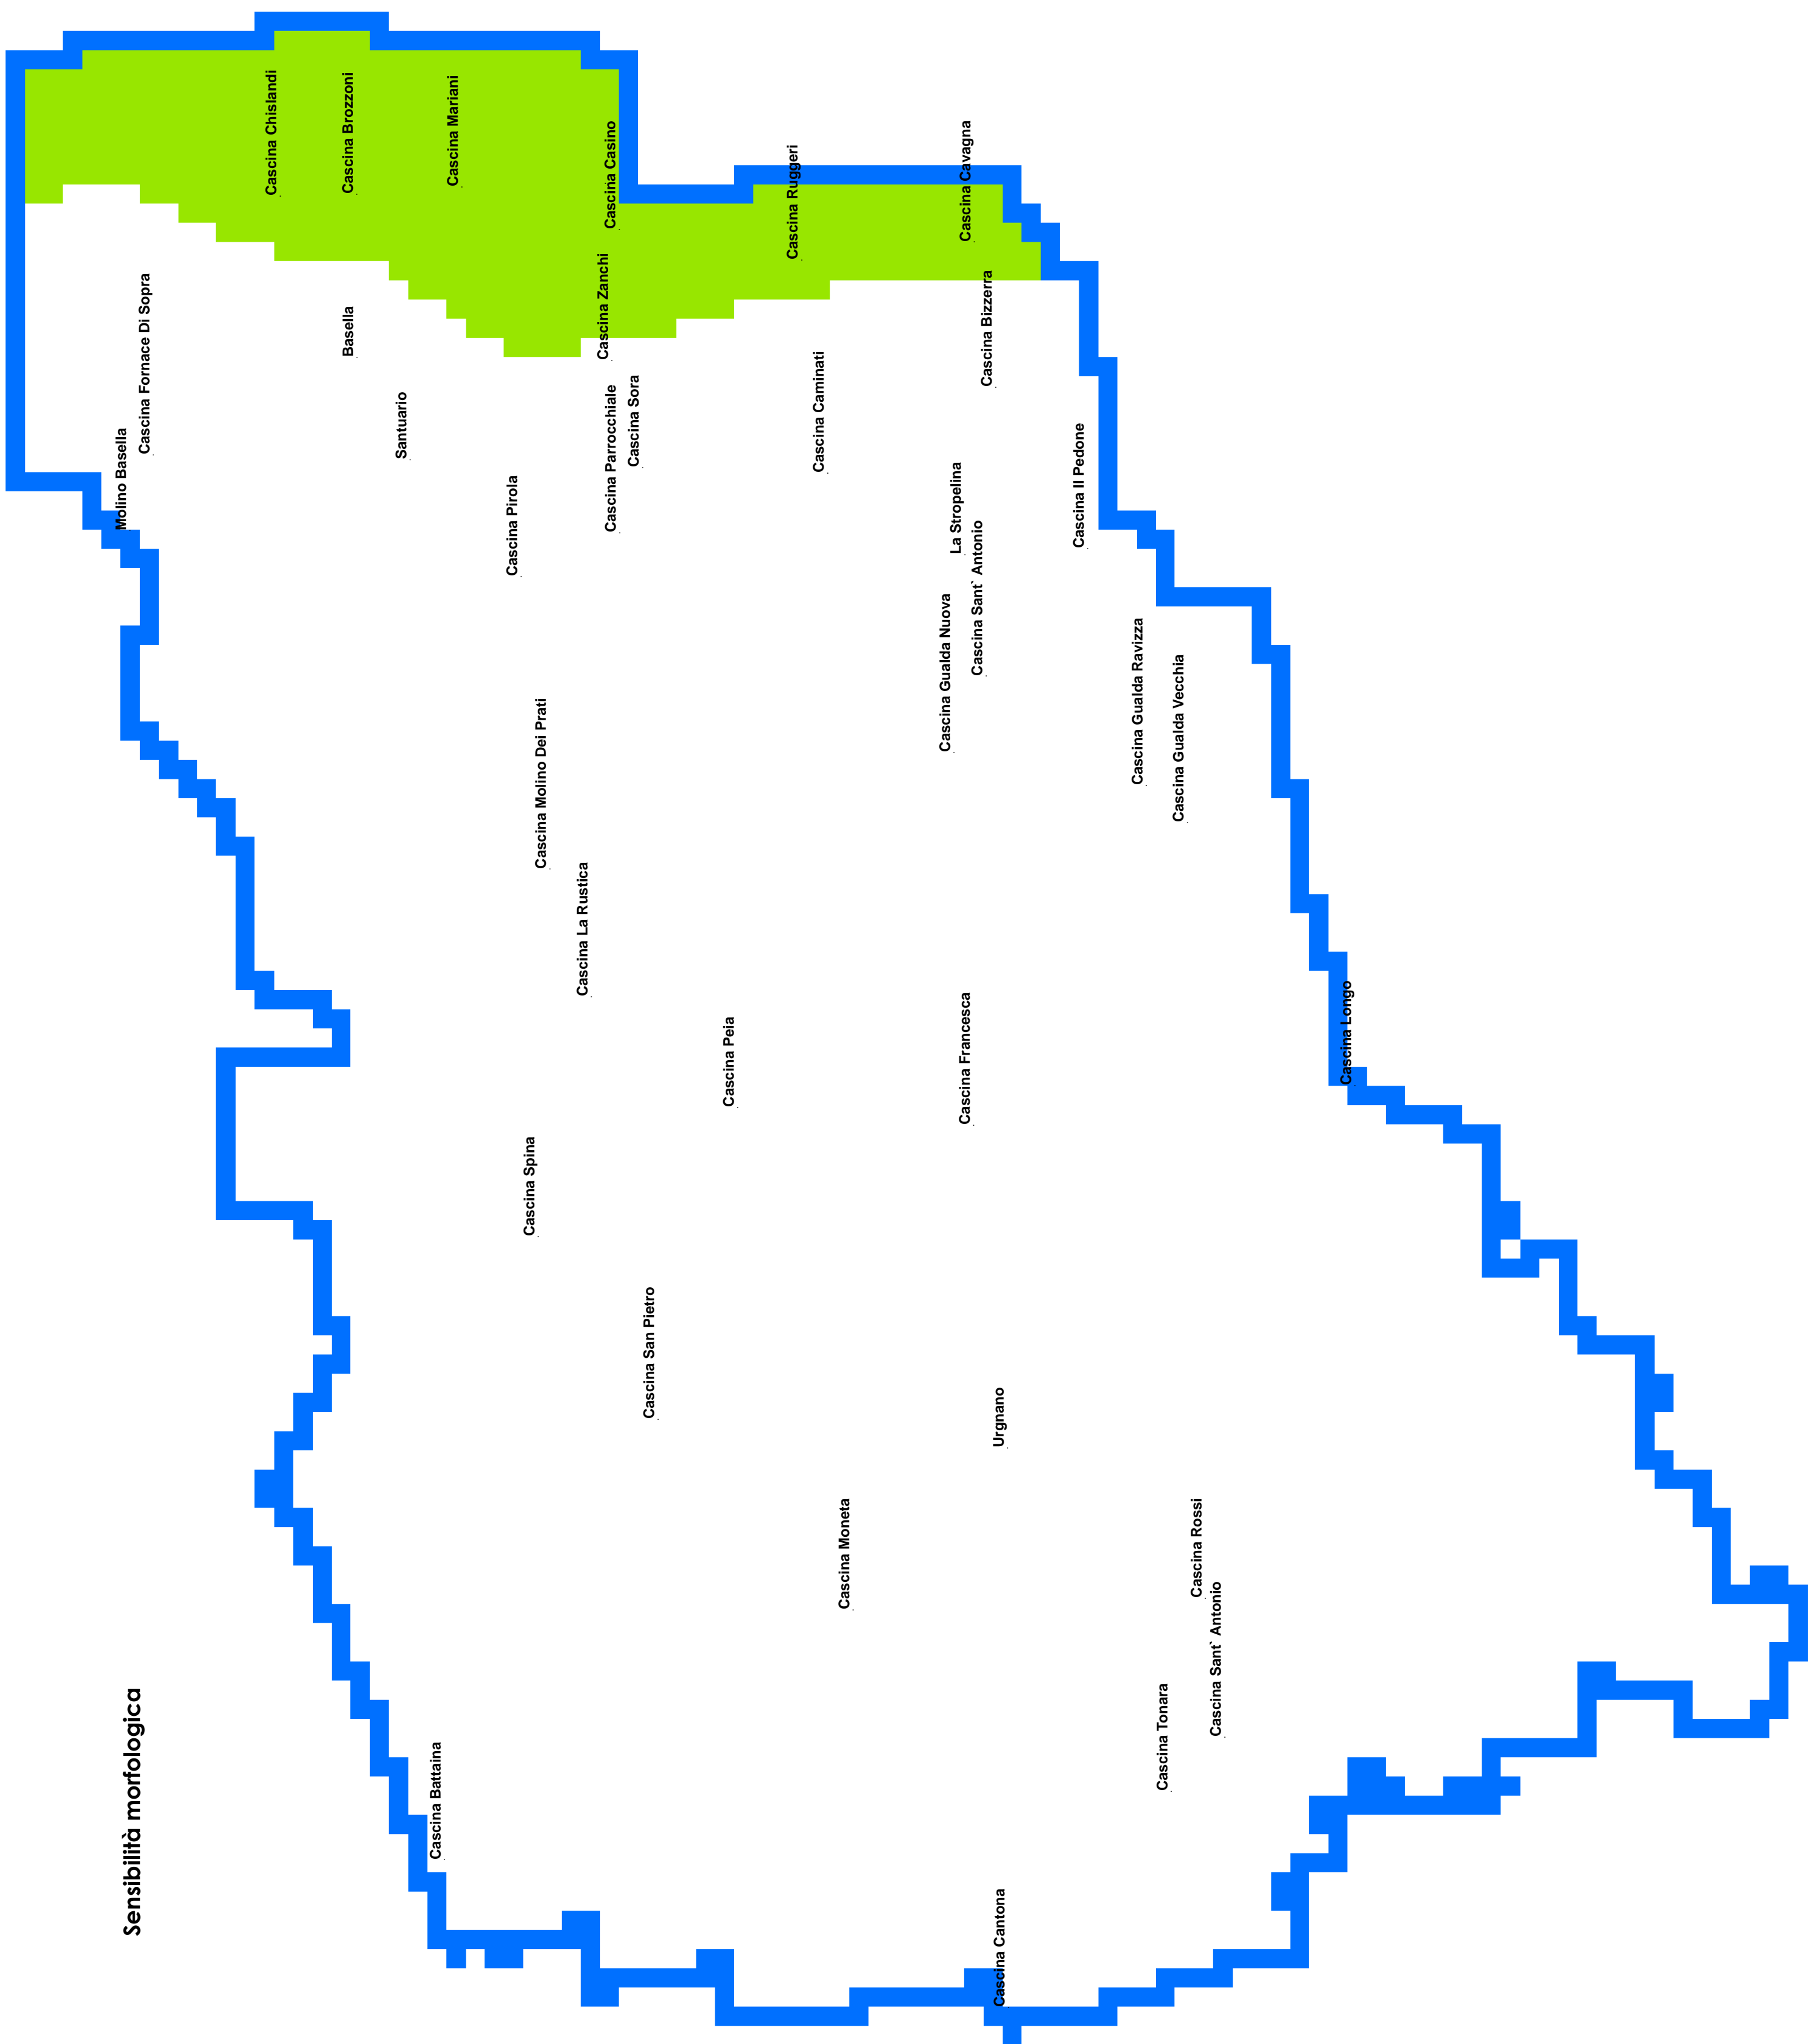 Sensibilità morfologica
Molino Basella
Cascina Fornace Di Sopra
Cascina Chislandi
Cascina Brozzoni
Basella
Santuario
Cascina Battaina
Cascina Mariani
Cascina Pirola
Cascina Spina
Cascina Molino Dei Prati
Cascina La Rustica
Cascina Zanchi
Cascina Casino
Cascina Parrocchiale
Cascina Sora
Cascina San Pietro
Cascina Peia
Cascina Ruggeri
Cascina Caminati
Cascina Moneta
Cascina Gualda Nuova
La Stropelina
Cascina Cavagna
Cascina Francesca
Cascina Sant` Antonio
Cascina Bizzerra
Urgnano
Cascina Cantona
Cascina Il Pedone
Cascina Gualda Ravizza
Cascina Tonara
Cascina Gualda Vecchia
Cascina Rossi
Cascina Sant` Antonio
Cascina Longo